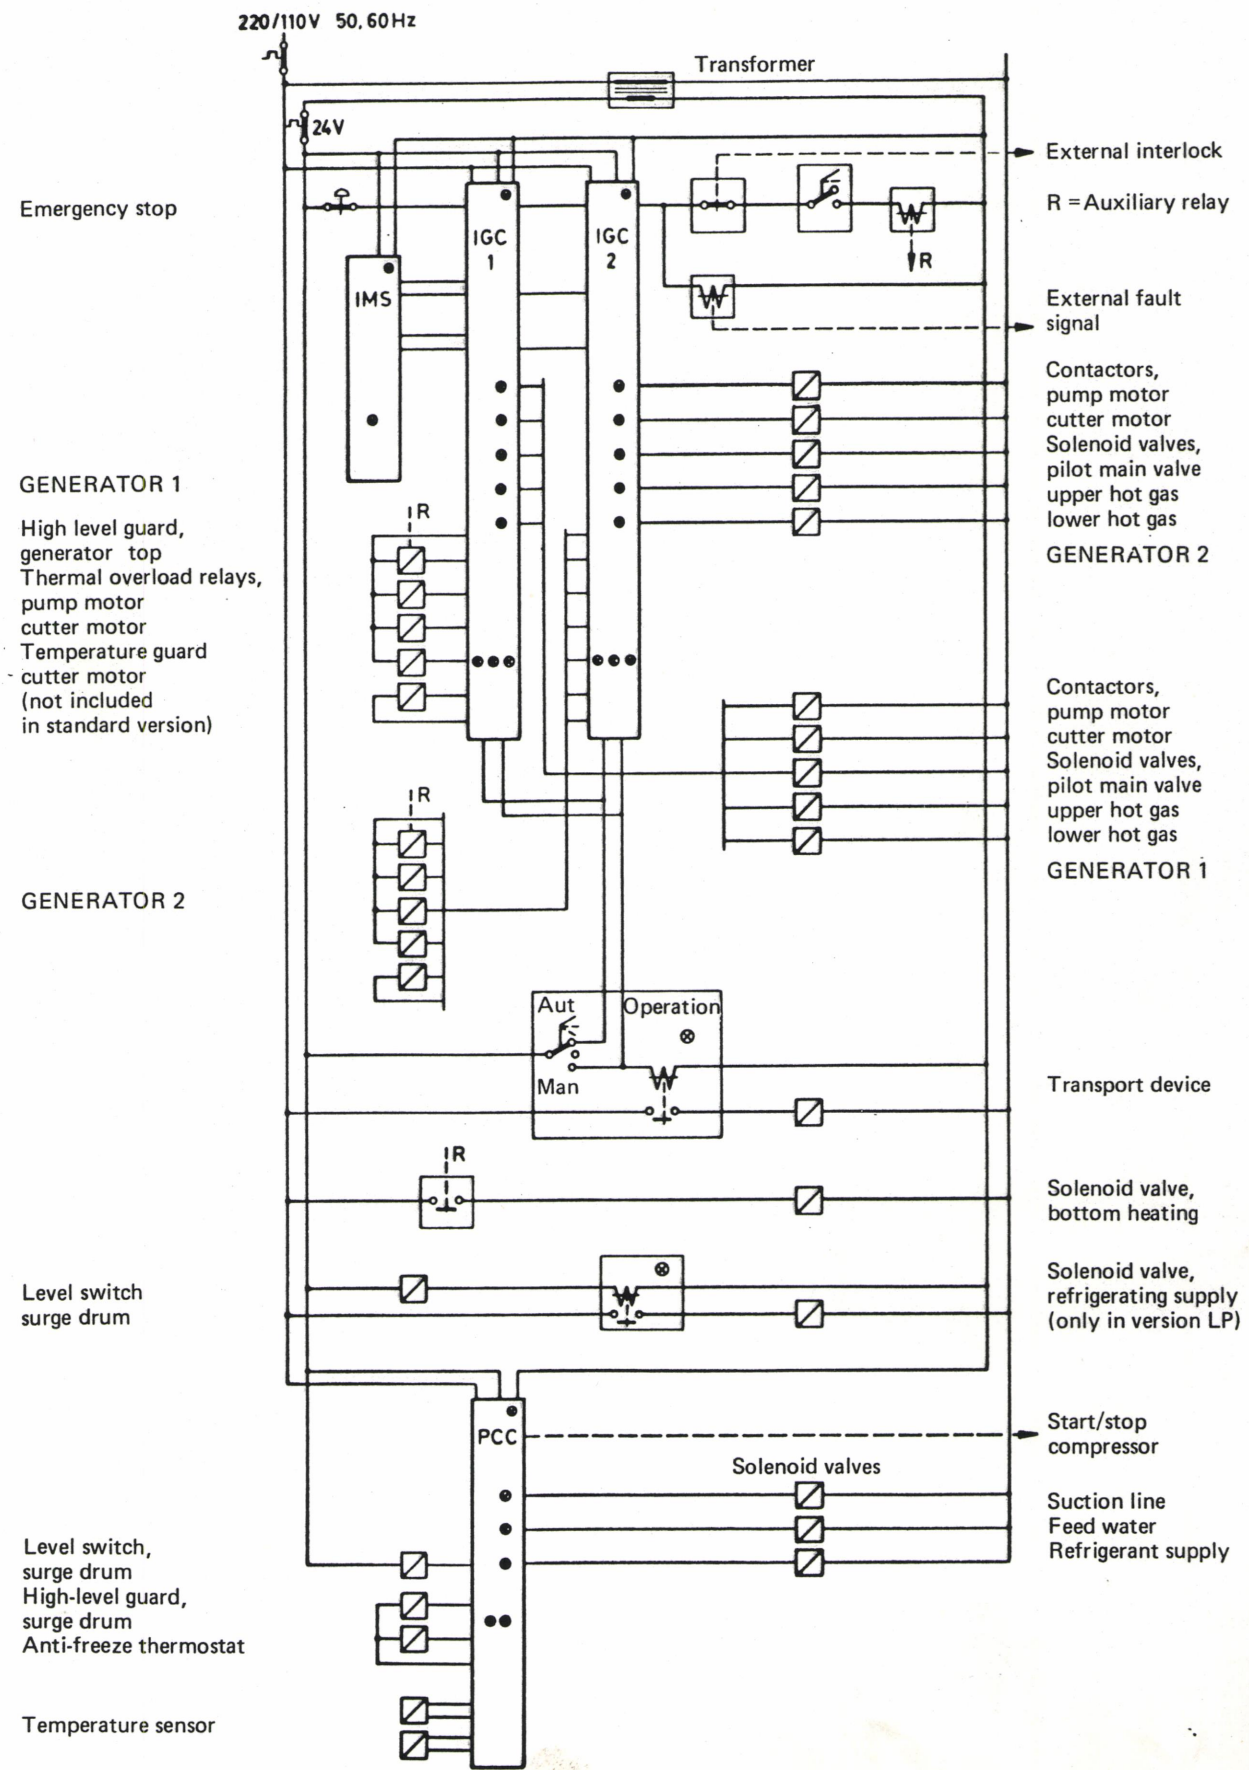 220/110V 50,60Hz
Transformer
24V
External interlock
Emergency stop
R = Auxiliary relay
IGC
1
IGC
2
R
IMS
External fault
signal
Contactors,
pump motor
cutter motor
Solenoid valves,
pilot main valve
upper hot gas
lower hot gas
GENERATOR 2
GENERATOR 1
High level guard,
generator top
Thermal overload relays,
pump motor
cutter motor
Temperature guard
cutter motor
(not included
in standard version)
R
Contactors,
pump motor
cutter motor
Solenoid valves,
pilot main valve
upper hot gas
lower hot gas
GENERATOR 1
R
GENERATOR 2
Aut
Operation
Man
Transport device
R
Solenoid valve,
bottom heating
Level switch
surge drum
Solenoid valve,
refrigerating supply
(only in version LP)
PCC
Start/stop
compressor
Solenoid valves
Suction line
Feed water
Refrigerant supply
Level switch,
surge drum
High-level guard,
surge drum
Anti-freeze thermostat
Temperature sensor